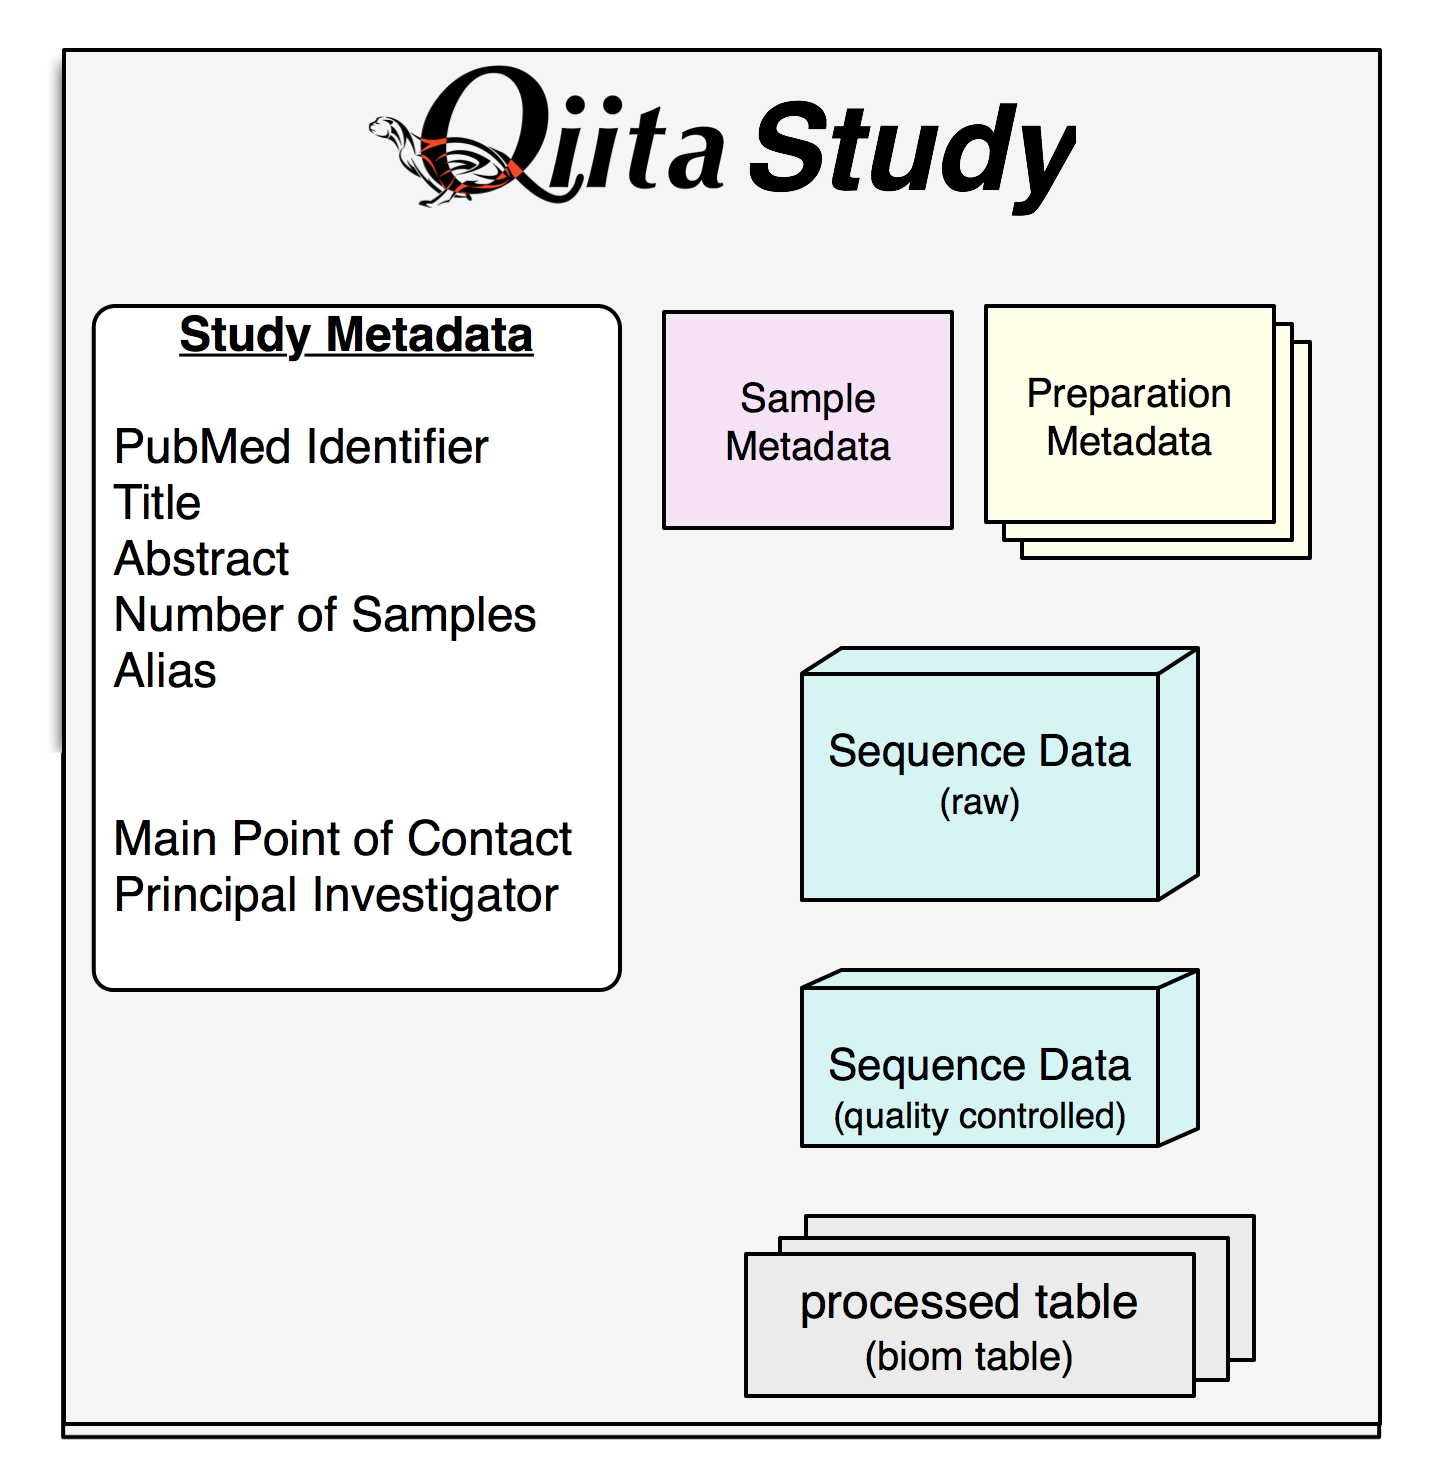 Qiita Study
Study Metadata
PubMed Identifier
Title
Abstract
Number of Samples
Alias
Main Point of Contact
Principal Investigator
Sample
Metadata
Preparation
Metadata
Sequence Data
(raw)
Sequence Data
(quality controlled)
processed table
(biom table)